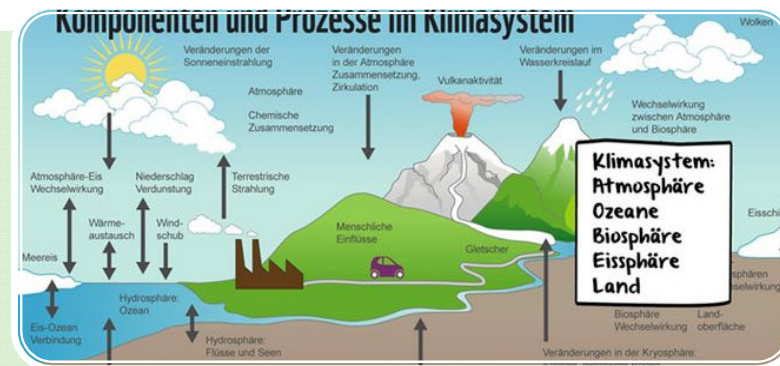 Komponenten und Prozesse im Klimasystem
Wolken
Veränderungen der
Sonneneinstrahlung
Veränderungen
in der Atmosphäre
Zusammensetzung,
Zirkulation
Veränderungen im
Wasserkreislauf
Atmosphäre
Chemische
Zusammensetzung
Vulkanaktivität
Wechselwirkung
zwischen Atmosphäre
und Biosphäre
Klimasystem:
Atmosphäre
Ozeane
Biosphäre
Eissphäre
Land
Atmosphäre-Eis
Wechselwirkung
Niederschlag
Verdunstung
Terrestrische
Strahlung
Wärme-
austausch
Wind-
schub
Menschliche
Einflüsse
Gletscher
Meereis
Hydrosphäre:
Ozean
Eis-Ozean
Verbindung
Hydrosphäre:
Flüsse und Seen
Biosphäre
Wechselwirkung
Land-
oberfläche
Veränderungen in der Kryosphäre: